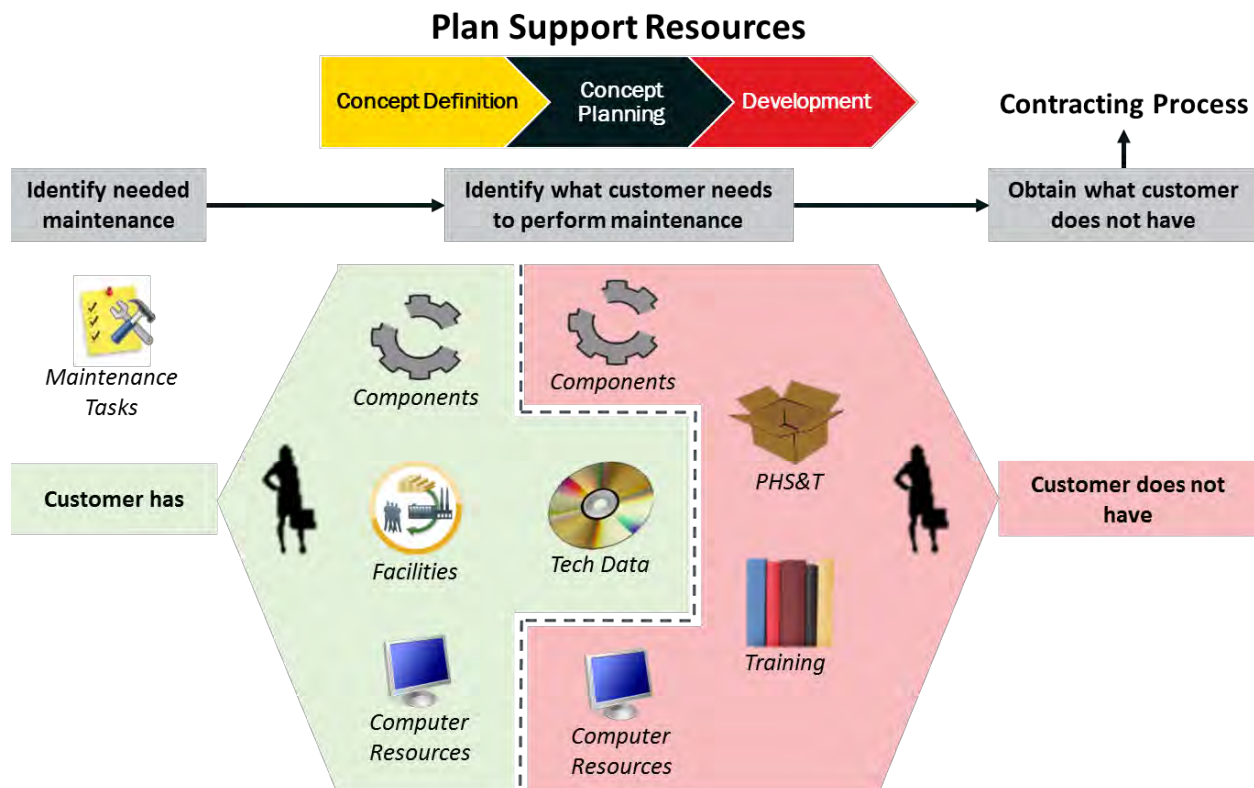 Plan Support Resources
Concept Definition
Concept
Planning
Development
Contracting Process
Identify needed
maintenance
Identify what customer needs
to perform maintenance
Obtain what customer
does not have
Maintenance
Tasks
Components
Components
PHS&T
Customer has
Facilities
Tech Data
Customer does not
have
Training
Computer
Resources
Computer
Resources